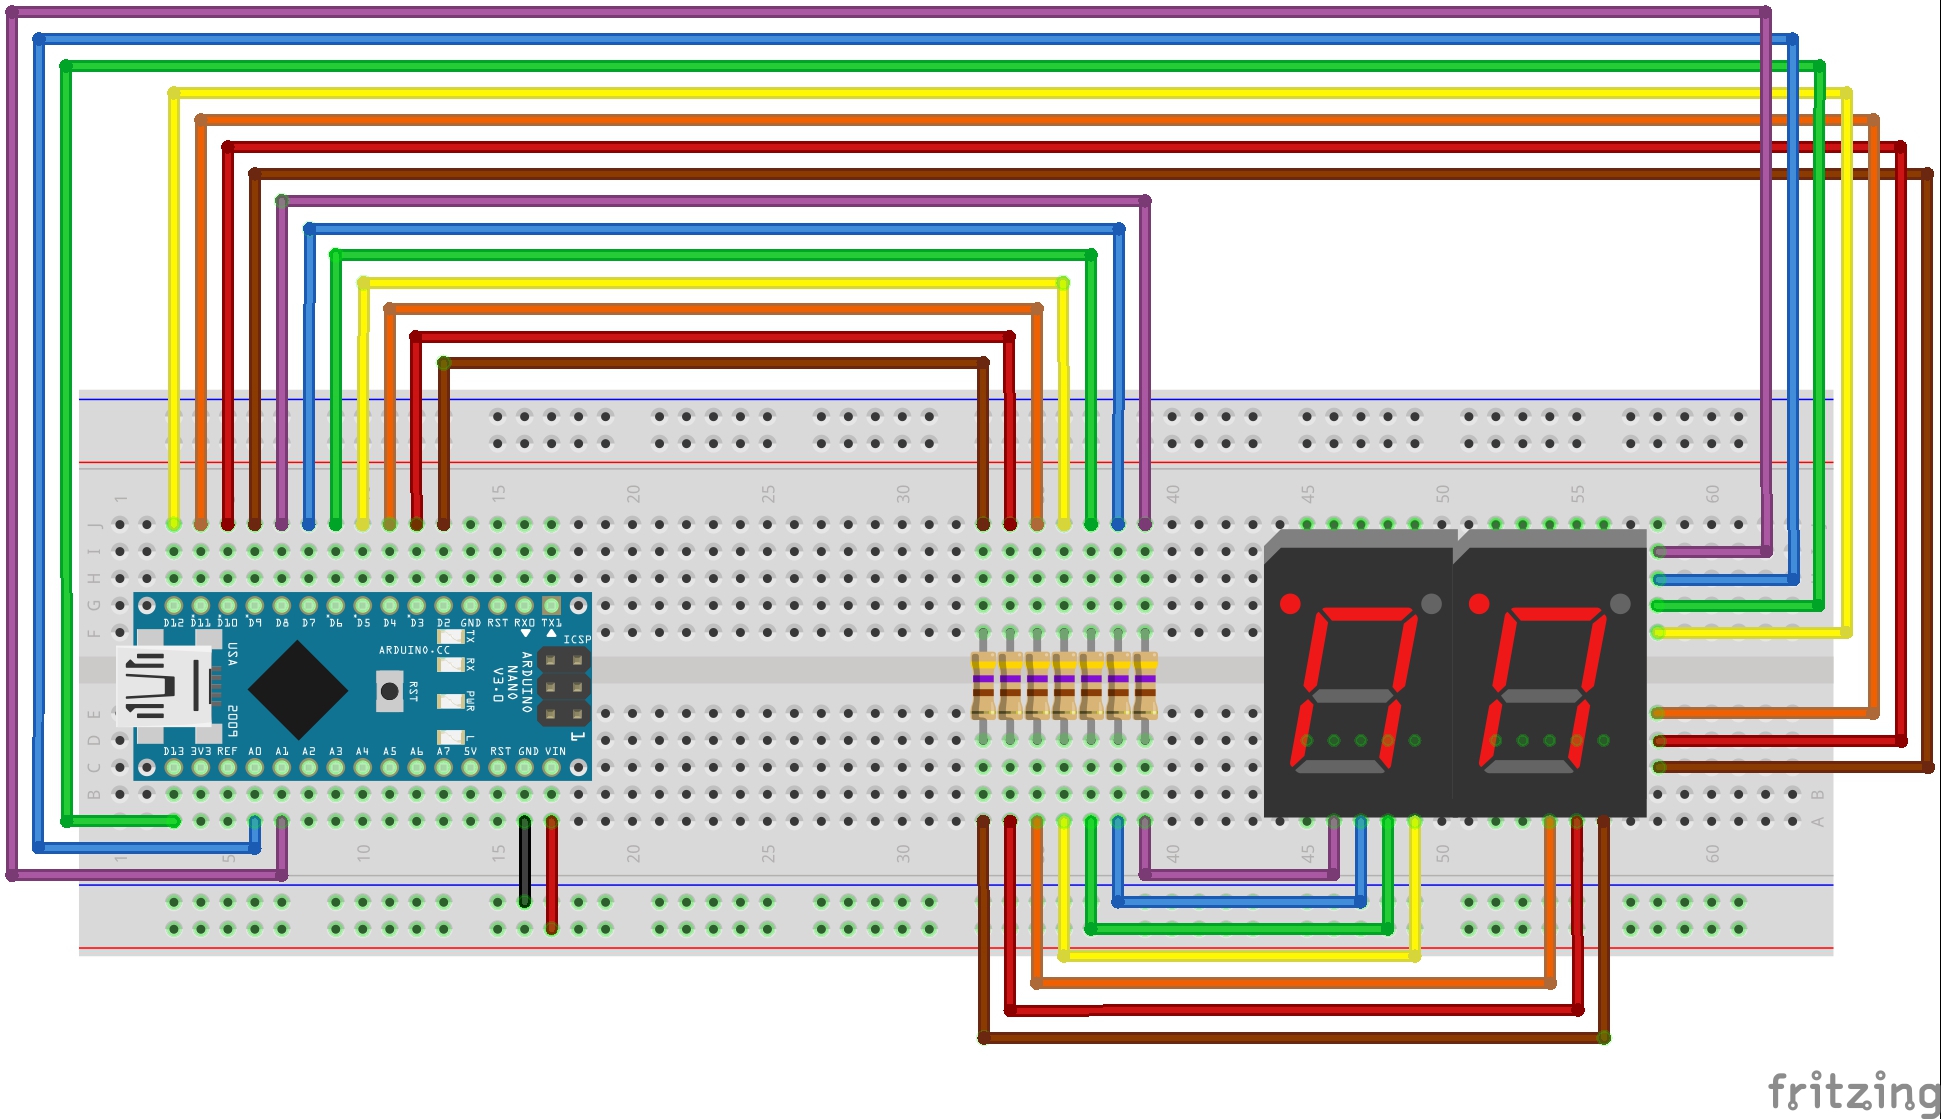 1 15 20 25 30 40 45 50 55 60
J
I
H
G
F
D12 D11 D10 D9 D8 D7 D6 D5 D4 D3 D2 GND RST RX0 TX1
ICSP
USA
TX
RX
PWR
L
ARDUINO.CC
RST
ARDUINO
NANO
V3.0
1
2009
E
D
C
B
A
D13 3V3 REF A0 A1 A2 A3 A4 A5 A6 A7 5V RST GND VIN
1 5 10 15 20 25 30 40 45 50 60
fritzing